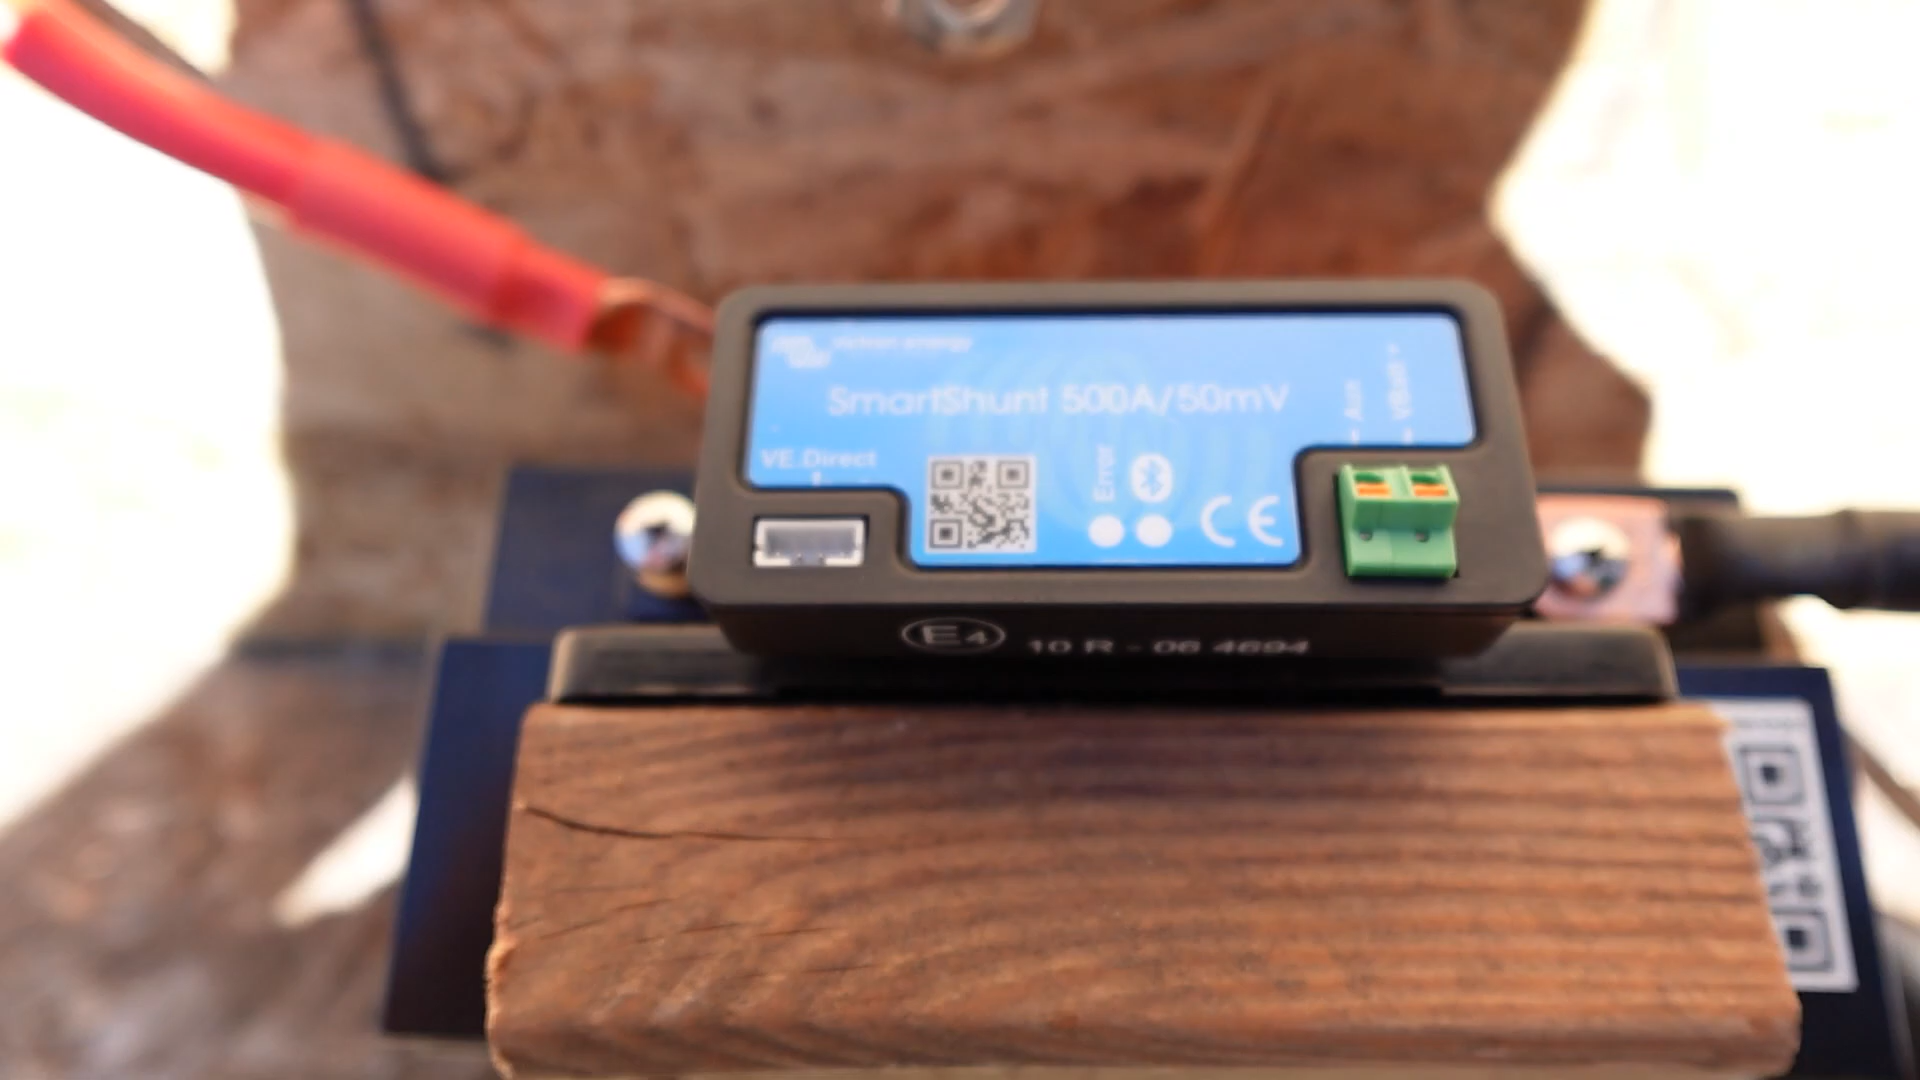 victron energy
SmartShunt 500A/50mV
Aux
VBatt +
VE.Direct
Error
CE
E4
10 R - 06 4694